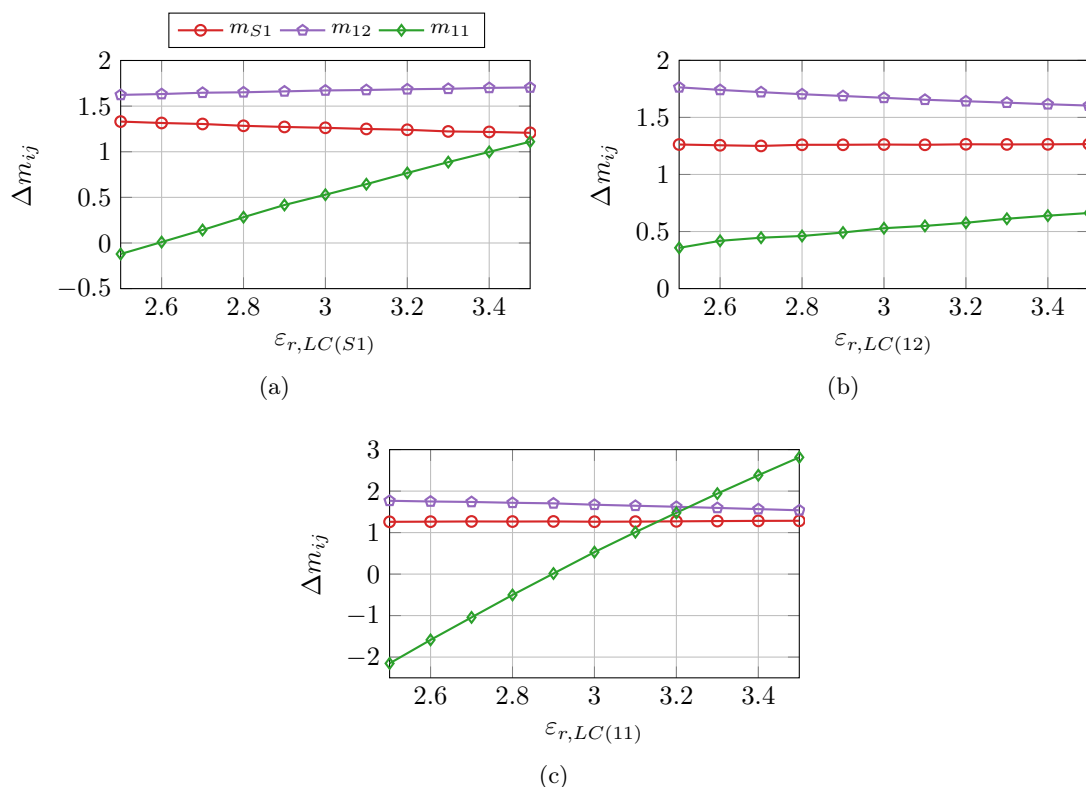 m_{S1} m_{12} m_{11}
2
1.5
1
0.5
0
−0.5
Δm_{ij}
2.6 2.8 3 3.2 3.4
ε_{r,LC(S1)}
(a)
2
1.5
1
0.5
0
Δm_{ij}
2.6 2.8 3 3.2 3.4
ε_{r,LC(12)}
(b)
3
2
1
0
−1
−2
Δm_{ij}
2.6 2.8 3 3.2 3.4
ε_{r,LC(11)}
(c)